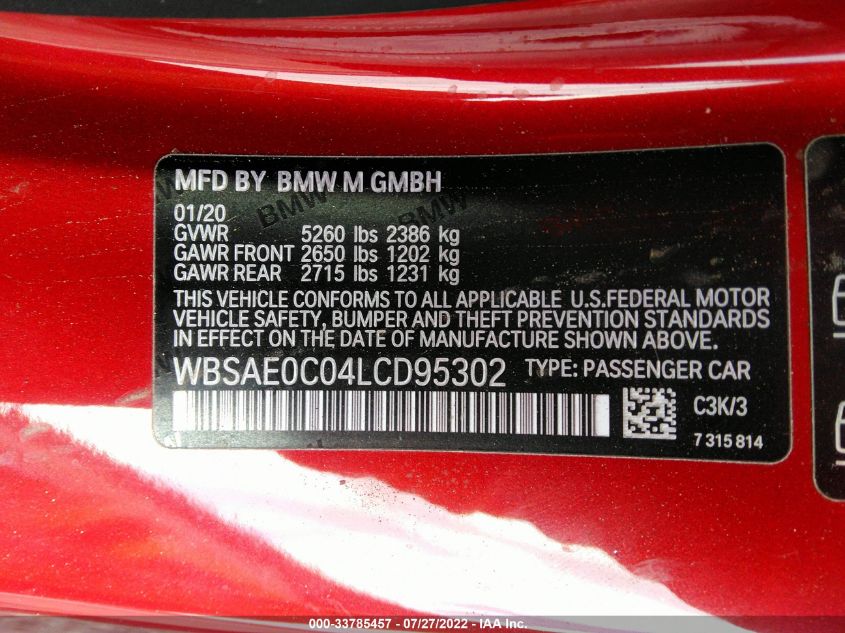 MFD BY BMW M GMBH
01/20
GVWR 5260 lbs 2386 kg
GAWR FRONT 2650 lbs 1202 kg
GAWR REAR 2715 lbs 1231 kg
THIS VEHICLE CONFORMS TO ALL APPLICABLE U.S.FEDERAL MOTOR
VEHICLE SAFETY, BUMPER AND THEFT PREVENTION STANDARDS
IN EFFECT ON THE DATE OF MANUFACTURE SHOWN ABOVE.
WBSAE0C04LCD95302 TYPE: PASSENGER CAR
C3K/3
7 315 814
BMW
BMW
000-33785457 / 07/27/2022 - IAA Inc.